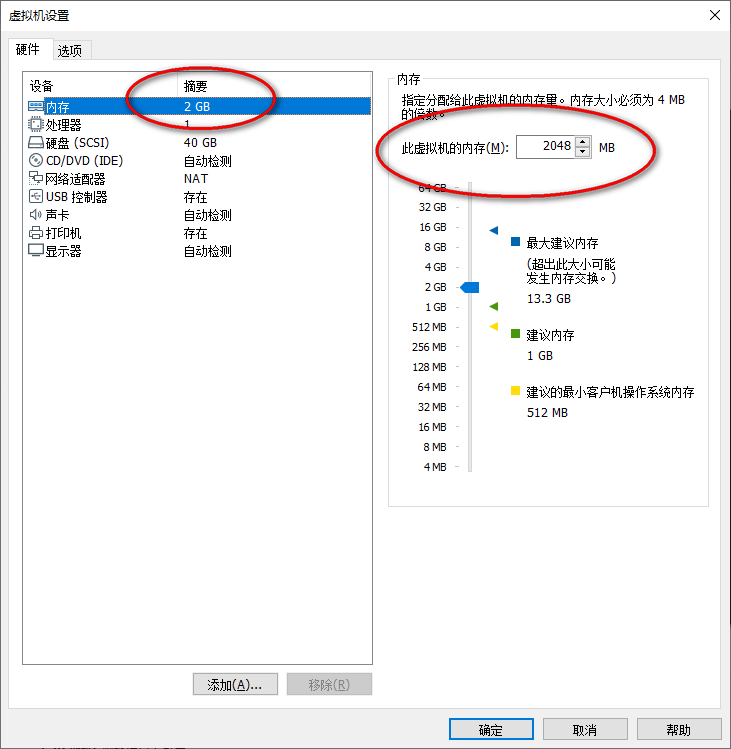 虚拟机设置
硬件 选项
设备 摘要
内存 2 GB
处理器 1
硬盘 (SCSI) 40 GB
CD/DVD (IDE) 自动检测
网络适配器 NAT
USB 控制器 存在
声卡 自动检测
打印机 存在
显示器 自动检测
添加(A)... 移除(R)
内存
指定分配给此虚拟机的内存量。内存大小必须为 4 MB
的倍数。
此虚拟机的内存(M): 2048 MB
64 GB
32 GB
16 GB
8 GB
4 GB
2 GB
1 GB
512 MB
256 MB
128 MB
64 MB
32 MB
16 MB
8 MB
4 MB
最大建议内存
(超出此大小可能
发生内存交换。)
13.3 GB
建议内存
1 GB
建议的最小客户机操作系统内存
512 MB
确定 取消 帮助